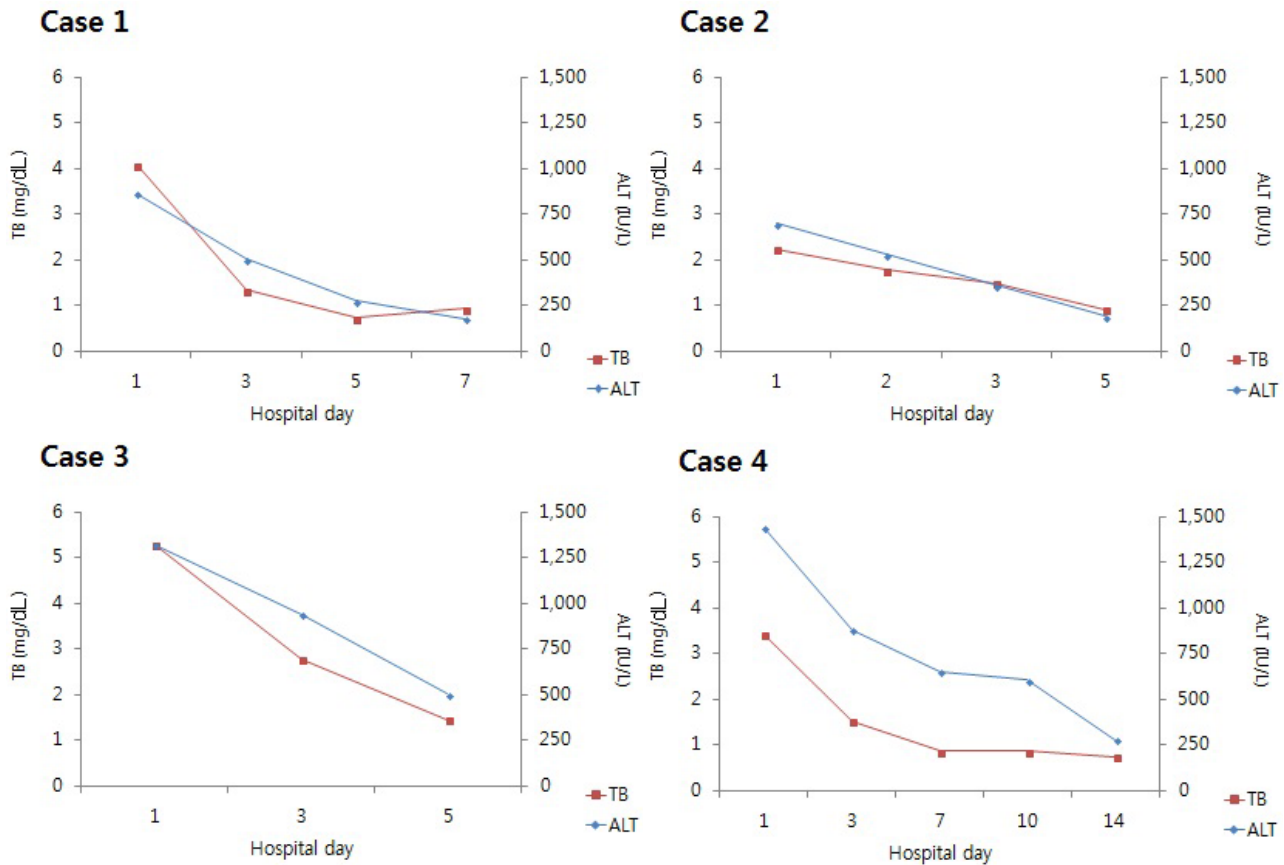 Case 1
6
5
4
3
2
1
0
TB (mg/dL)
1,500
1,250
1,000
750
500
250
0
ALT (IU/L)
1 3 5 7
Hospital day
TB
ALT
Case 2
6
5
4
3
2
1
0
TB (mg/dL)
1,500
1,250
1,000
750
500
250
0
ALT (IU/L)
1 2 3 5
Hospital day
TB
ALT
Case 3
6
5
4
3
2
1
0
TB (mg/dL)
1,500
1,250
1,000
750
500
250
0
ALT (IU/L)
1 3 5
Hospital day
TB
ALT
Case 4
6
5
4
3
2
1
0
TB (mg/dL)
1,500
1,250
1,000
750
500
250
0
ALT (IU/L)
1 3 7 10 14
Hospital day
TB
ALT